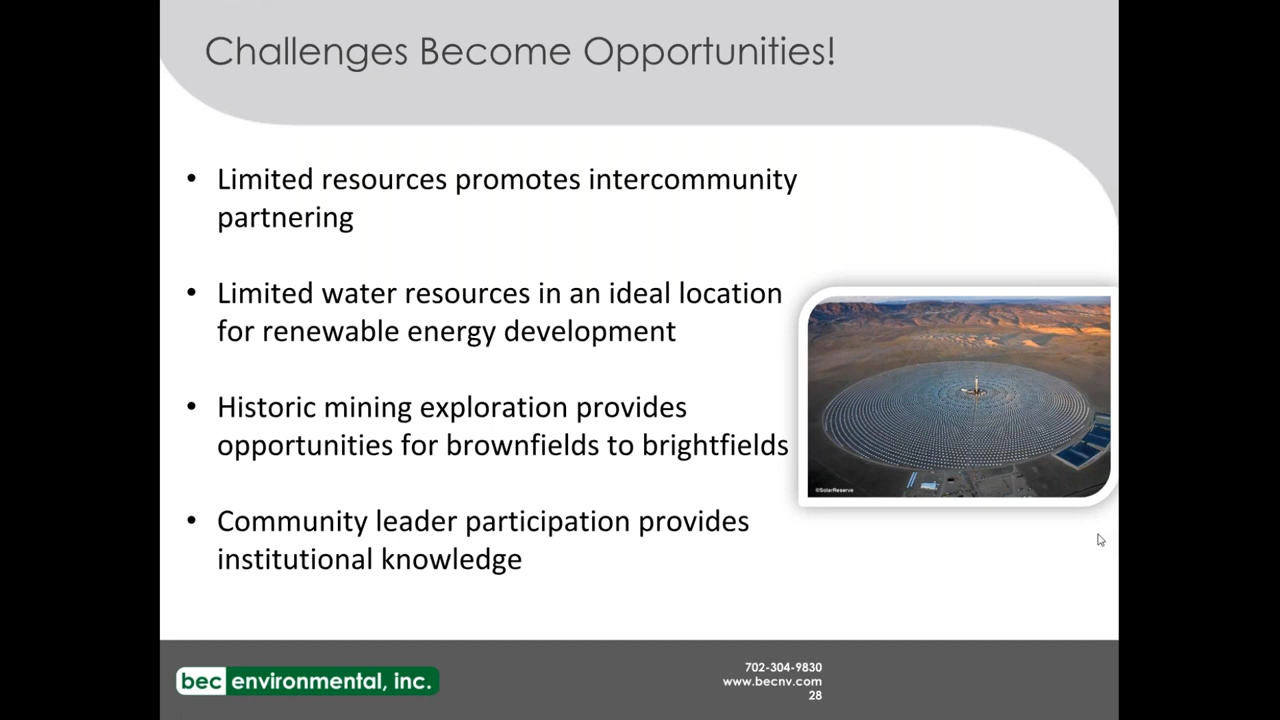 Challenges Become Opportunities!
• Limited resources promotes intercommunity
partnering
• Limited water resources in an ideal location
for renewable energy development
• Historic mining exploration provides
opportunities for brownfields to brightfields
• Community leader participation provides
institutional knowledge
©SolarReserve
bec environmental, inc.
702-304-9830
www.becnv.com
28